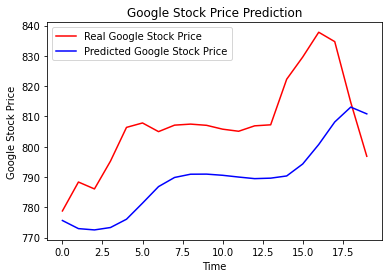 Google Stock Price Prediction
Real Google Stock Price
Predicted Google Stock Price
Google Stock Price
840
830
820
810
800
790
780
770
0.0 2.5 5.0 7.5 10.0 12.5 15.0 17.5
Time